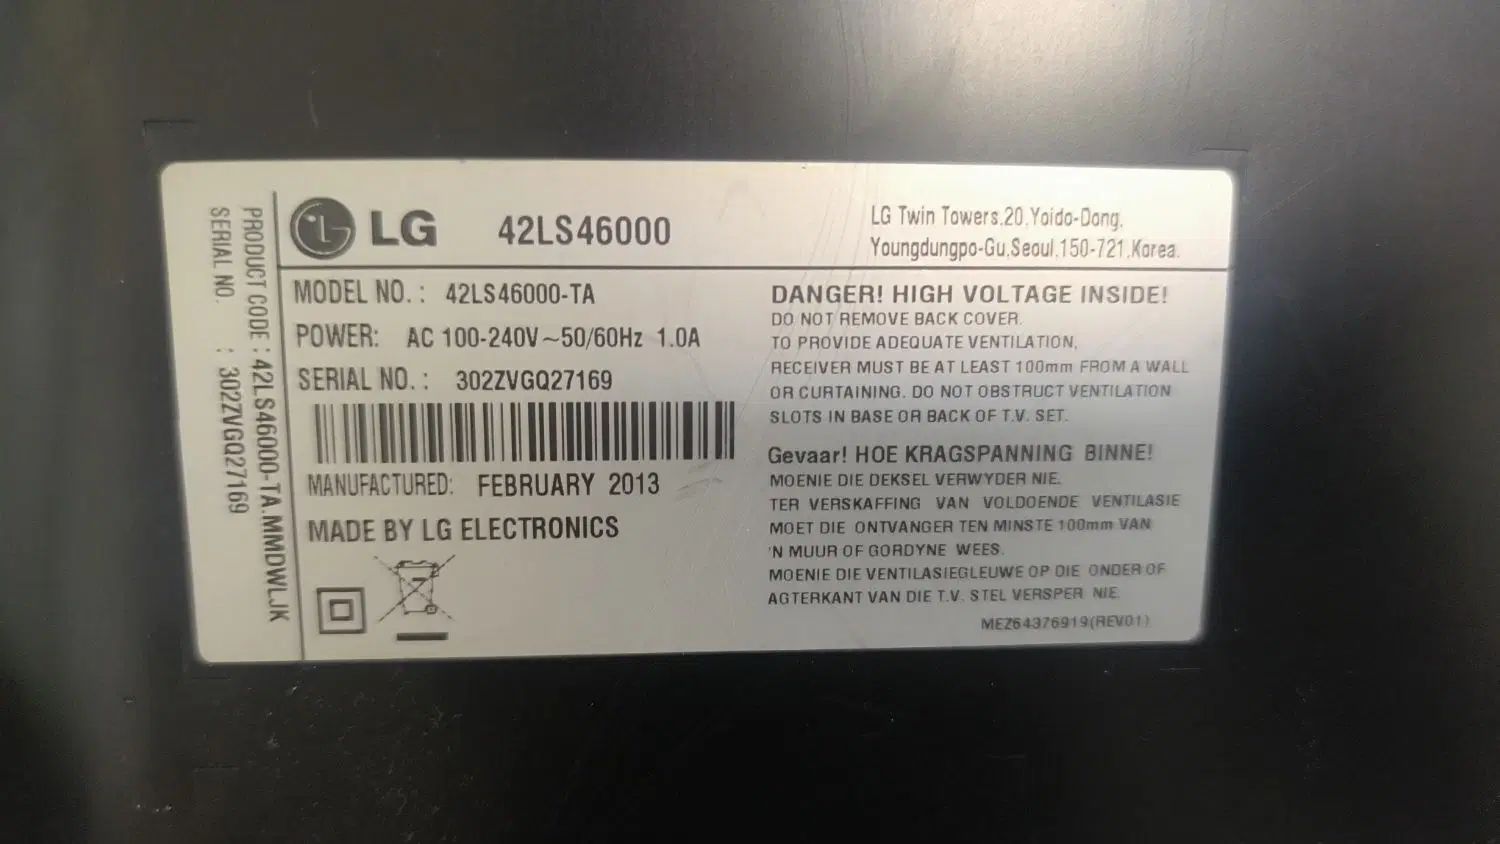 LG 42LS46000
LG Twin Towers,20,Yoido-Dong,
Youngdungpo-Gu,Seoul,150-721,Korea.
MODEL NO. : 42LS46000-TA
POWER: AC 100-240V~50/60Hz 1.0A
SERIAL NO. : 302ZVGQ27169
MANUFACTURED: FEBRUARY 2013
MADE BY LG ELECTRONICS
DANGER! HIGH VOLTAGE INSIDE!
DO NOT REMOVE BACK COVER.
TO PROVIDE ADEQUATE VENTILATION,
RECEIVER MUST BE AT LEAST 100mm FROM A WALL
OR CURTAINING. DO NOT OBSTRUCT VENTILATION
SLOTS IN BASE OR BACK OF T.V. SET.
Gevaar! HOE KRAGSPANNING BINNE!
MOENIE DIE DEKSEL VERWYDER NIE.
TER VERSKAFFING VAN VOLDOENDE VENTILASIE
MOET DIE ONTVANGER TEN MINSTE 100mm VAN
'N MUUR OF GORDYNE WEES.
MOENIE DIE VENTILASIEGLEUWE OP DIE ONDER OF
AGTERKANT VAN DIE T.V. STEL VERSPER NIE.
MEZ64376919(REV01)
PRODUCT CODE : 42LS46000-TA.MMDWLJK
SERIAL NO. : 302ZVGQ27169